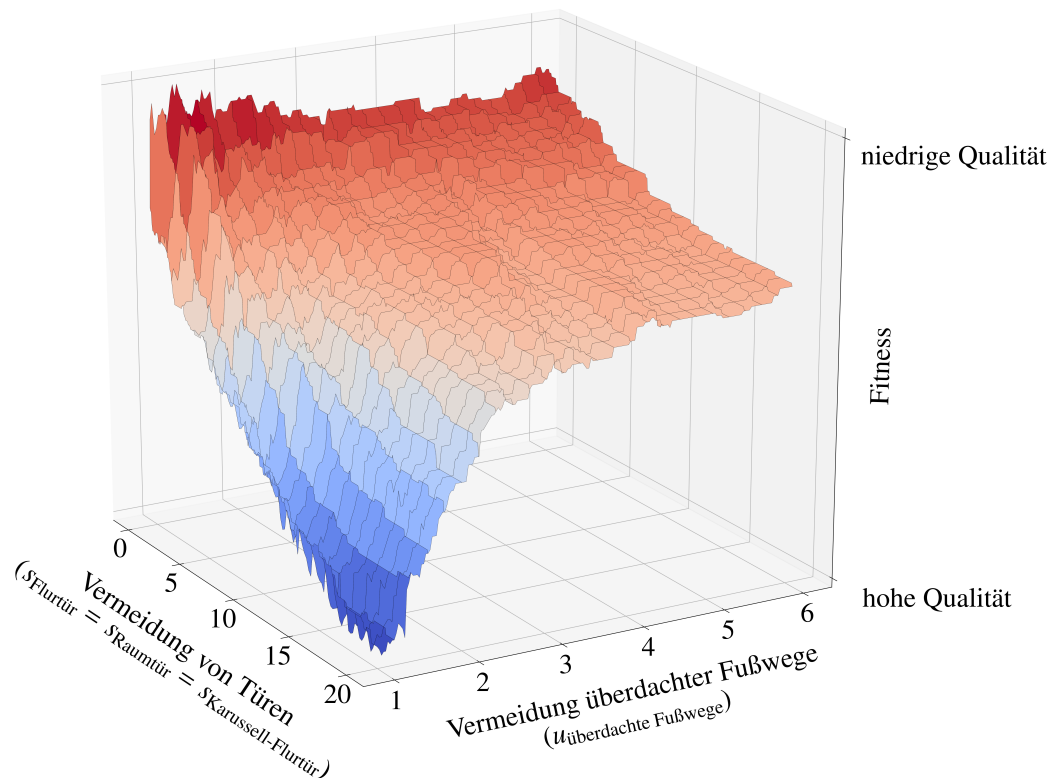 niedrige Qualität
Fitness
hohe Qualität
0
5
10
15
20
Vermeidung von Türen
(sFlurtür = sRaumtür = sKarussell-Flurtür)
1
2
3
4
5
6
Vermeidung überdachter Fußwege
(uüberdachte Fußwege)